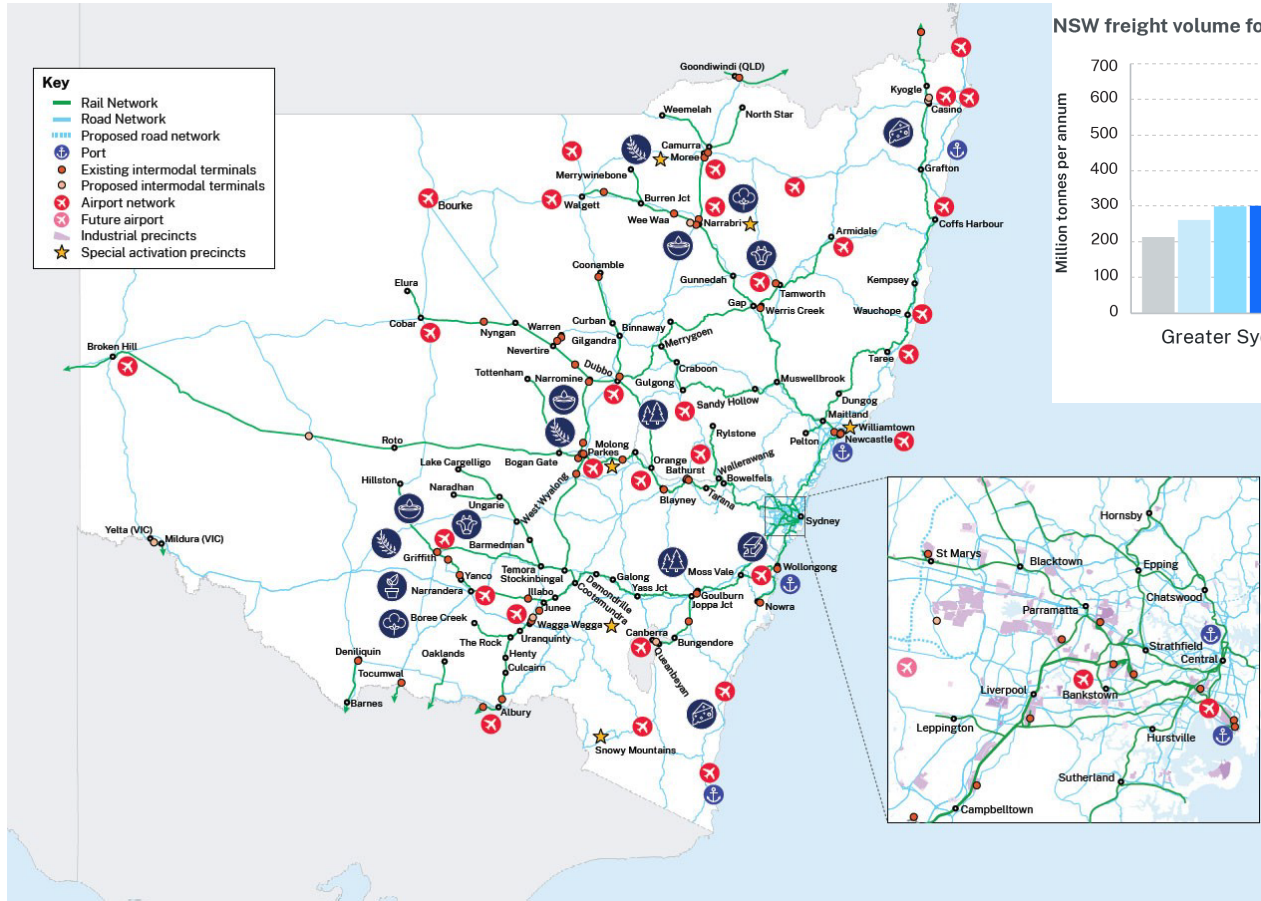 NSW freight volume fo
700
600
500
400
300
200
100
0
Million tonnes per annum
Greater Sy
Key
Rail Network
Road Network
Proposed road network
Port
Existing intermodal terminals
Proposed intermodal terminals
Airport network
Future airport
Industrial precincts
Special activation precincts
Goondiwindi (QLD)
Weemelah
North Star
Kyogle
Casino
Camurra
Moree
Merrywinebone
Grafton
Bourke
Walgett
Burren Jct
Wee Waa
Narrabri
Coffs Harbour
Armidale
Coonamble
Gunnedah
Tamworth
Kempsey
Elura
Gap
Werris Creek
Wauchope
Cobar
Nyngan
Warren
Curban
Binnaway
Gilgandra
Nevertire
Merrygoen
Taree
Broken Hill
Tottenham
Narromine
Dubbo
Craboon
Gulgong
Muswellbrook
Sandy Hollow
Dungog
Maitland
Williamtown
Pelton
Newcastle
Rylstone
Roto
Molong
Parkes
Bogan Gate
Orange
Bathurst
Wallerawang
Bowelfels
Lake Cargelligo
Hillston
Naradhan
Ungarie
West Wyalong
Blayney
Tarana
Sydney
Yelta (VIC)
Mildura (VIC)
Barmedman
Griffith
Temora
Stockinbingal
Yanco
Narrandera
Demondrille
Cootamundra
Galong
Yass Jct
Moss Vale
Wollongong
Illabo
Junee
Goulburn
Joppa Jct
Nowra
Boree Creek
Wagga Wagga
Uranquinty
The Rock
Canberra
Bungendore
Queanbeyan
Henty
Culcairn
Deniliquin
Oaklands
Tocumwal
Barnes
Albury
Snowy Mountains
Hornsby
St Marys
Blacktown
Epping
Chatswood
Parramatta
Strathfield
Central
Liverpool
Bankstown
Leppington
Hurstville
Sutherland
Campbelltown